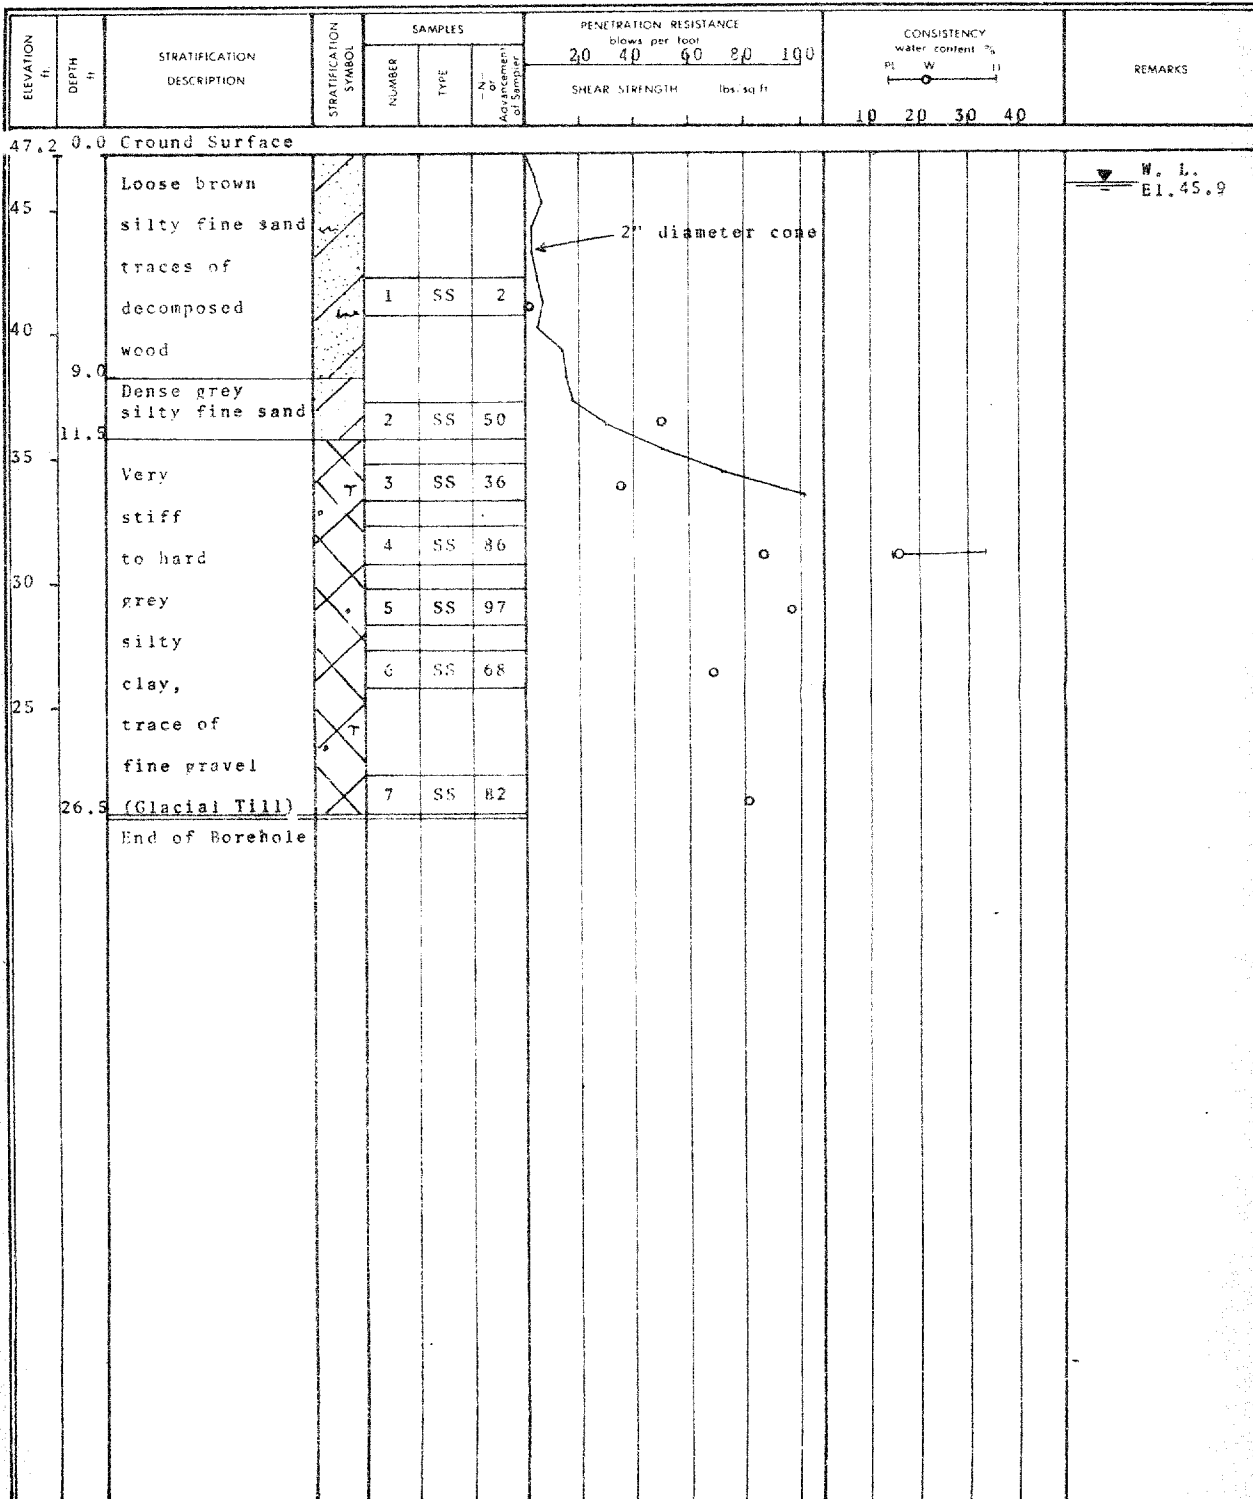 ELEVATION ft.
DEPTH ft
STRATIFICATION
DESCRIPTION
STRATIFICATION
SYMBOL
SAMPLES
NUMBER
TYPE
-N-
or
Advancement
of Sampler
PENETRATION RESISTANCE
blows per foot
20 40 60 80 100
SHEAR STRENGTH lbs/sq ft
CONSISTENCY
water content %
Pl W Ll
10 20 30 40
REMARKS
47.2 0.0 Ground Surface
Loose brown
silty fine sand
traces of
decomposed
wood
9.0
Dense grey
silty fine sand
11.5
Very
stiff
to hard
grey
silty
clay,
trace of
fine gravel
26.5 (Glacial Till)
End of Borehole
45
40
35
30
25
1 SS 2
2 SS 50
3 SS 36
4 SS 86
5 SS 97
6 SS 68
7 SS 82
2" diameter cone
W. L.
El.45.9